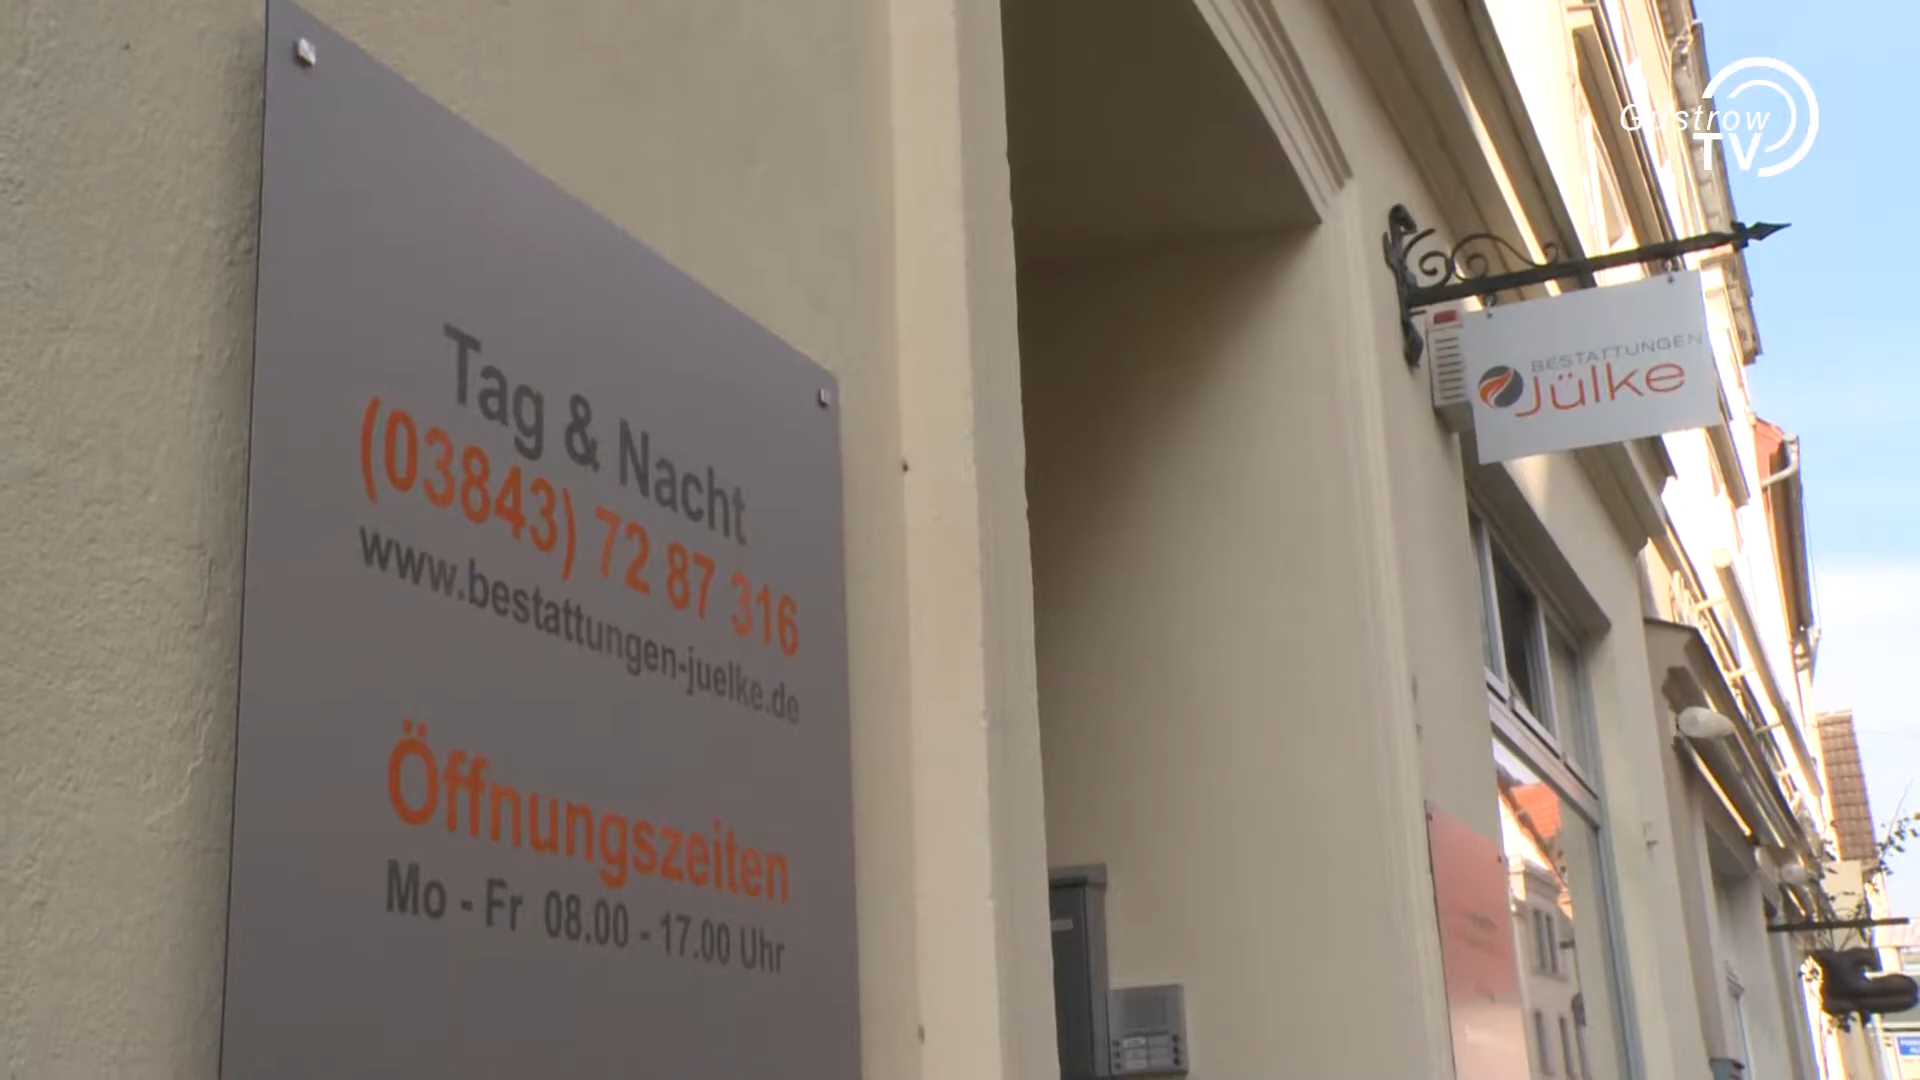 Tag & Nacht
(03843) 72 87 316
www.bestattungen-juelke.de
Öffnungszeiten
Mo - Fr 08.00 - 17.00 Uhr
BESTATTUNGEN
Jülke
Güstrow
TV